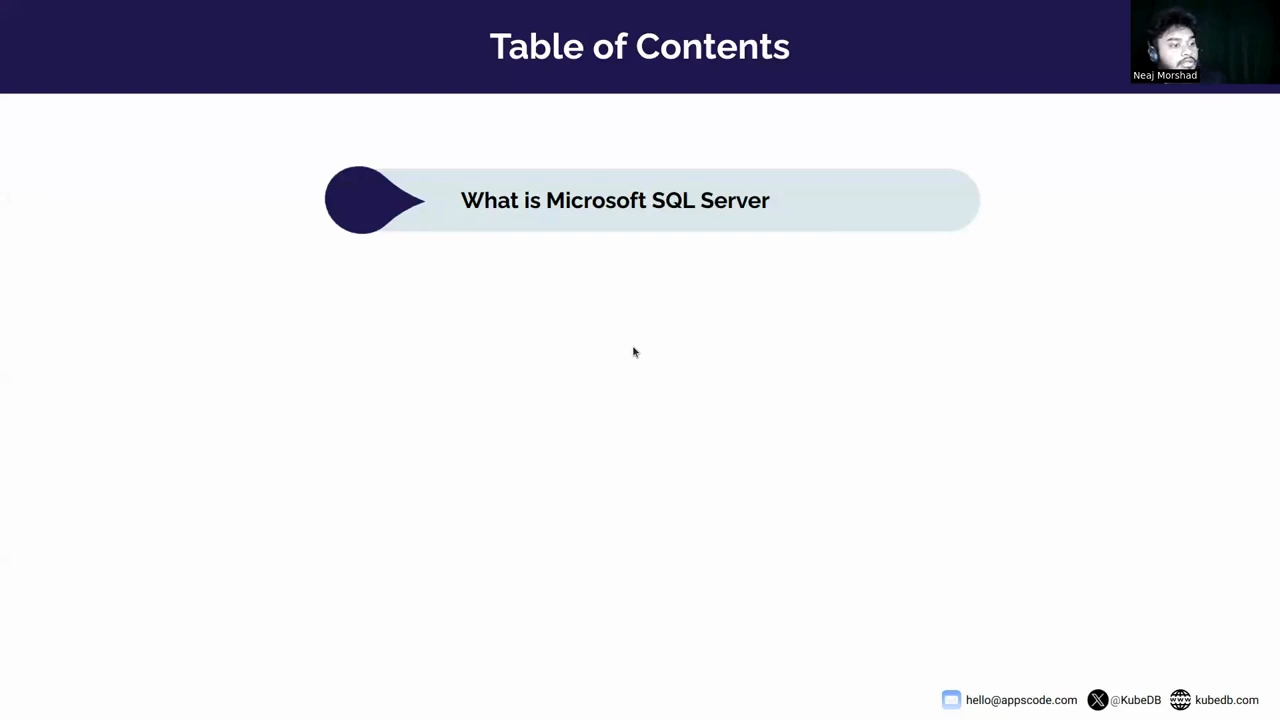 Table of Contents
Neaj Morshad
What is Microsoft SQL Server
hello@appscode.com @KubeDB kubedb.com